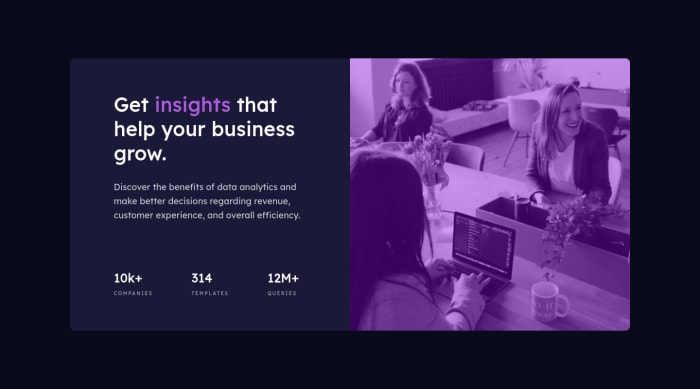 Get insights that
help your business
grow.
Discover the benefits of data analytics and
make better decisions regarding revenue,
customer experience, and overall efficiency.
10k+ 314 12M+
COMPANIES TEMPLATES QUERIES